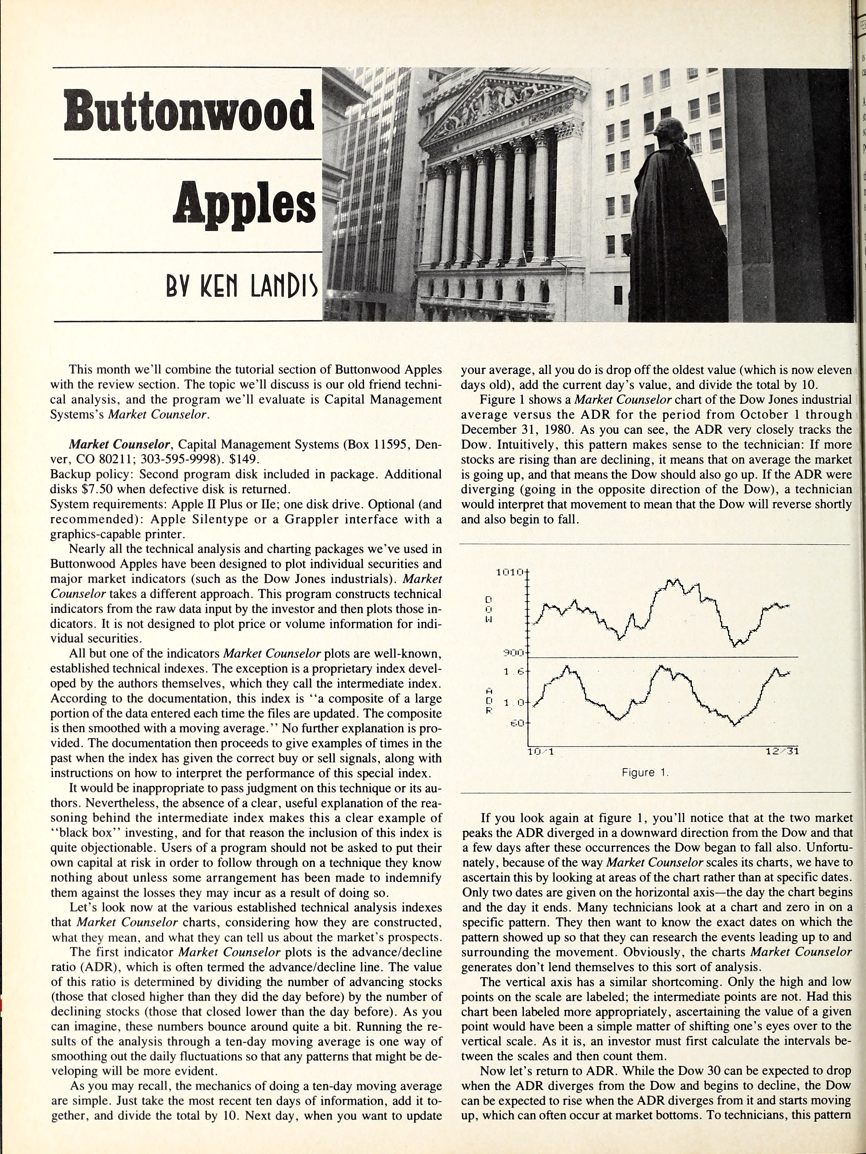 Buttonwood
Apples
BY KEN LANDIS
This month we'll combine the tutorial section of Buttonwood Apples
with the review section. The topic we'll discuss is our old friend techni-
cal analysis, and the program we'll evaluate is Capital Management
Systems's Market Counselor.
Market Counselor, Capital Management Systems (Box 11595, Den-
ver, CO 80211; 303-595-9998). $149.
Backup policy: Second program disk included in package. Additional
disks $7.50 when defective disk is returned.
System requirements: Apple II Plus or IIe; one disk drive. Optional (and
recommended): Apple Silentype or a Grappler interface with a
graphics-capable printer.
Nearly all the technical analysis and charting packages we've used in
Buttonwood Apples have been designed to plot individual securities and
major market indicators (such as the Dow Jones industrials). Market
Counselor takes a different approach. This program constructs technical
indicators from the raw data input by the investor and then plots those in-
dicators. It is not designed to plot price or volume information for indi-
vidual securities.
All but one of the indicators Market Counselor plots are well-known,
established technical indexes. The exception is a proprietary index devel-
oped by the authors themselves, which they call the intermediate index.
According to the documentation, this index is "a composite of a large
portion of the data entered each time the files are updated. The composite
is then smoothed with a moving average." No further explanation is pro-
vided. The documentation then proceeds to give examples of times in the
past when the index has given the correct buy or sell signals, along with
instructions on how to interpret the performance of this special index.
It would be inappropriate to pass judgment on this technique or its au-
thors. Nevertheless, the absence of a clear, useful explanation of the rea-
soning behind the intermediate index makes this a clear example of
"black box" investing, and for that reason the inclusion of this index is
quite objectionable. Users of a program should not be asked to put their
own capital at risk in order to follow through on a technique they know
nothing about unless some arrangement has been made to indemnify
them against the losses they may incur as a result of doing so.
Let's look now at the various established technical analysis indexes
that Market Counselor charts, considering how they are constructed,
what they mean, and what they can tell us about the market's prospects.
The first indicator Market Counselor plots is the advance/decline
ratio (ADR), which is often termed the advance/decline line. The value
of this ratio is determined by dividing the number of advancing stocks
(those that closed higher than they did the day before) by the number of
declining stocks (those that closed lower than the day before). As you
can imagine, these numbers bounce around quite a bit. Running the re-
sults of the analysis through a ten-day moving average is one way of
smoothing out the daily fluctuations so that any patterns that might be de-
veloping will be more evident.
As you may recall, the mechanics of doing a ten-day moving average
are simple. Just take the most recent ten days of information, add it to-
gether, and divide the total by 10. Next day, when you want to update
your average, all you do is drop off the oldest value (which is now eleven
days old), add the current day's value, and divide the total by 10.
Figure 1 shows a Market Counselor chart of the Dow Jones industrial
average versus the ADR for the period from October 1 through
December 31, 1980. As you can see, the ADR very closely tracks the
Dow. Intuitively, this pattern makes sense to the technician: If more
stocks are rising than are declining, it means that on average the market
is going up, and that means the Dow should also go up. If the ADR were
diverging (going in the opposite direction of the Dow), a technician
would interpret that movement to mean that the Dow will reverse shortly
and also begin to fall.
1010
DOW
900
1.6
ADR
1.0
60
10/1 12/31
Figure 1.
If you look again at figure 1, you'll notice that at the two market
peaks the ADR diverged in a downward direction from the Dow and that
a few days after these occurrences the Dow began to fall also. Unfortu-
nately, because of the way Market Counselor scales its charts, we have to
ascertain this by looking at areas of the chart rather than at specific dates.
Only two dates are given on the horizontal axis—the day the chart begins
and the day it ends. Many technicians look at a chart and zero in on a
specific pattern. They then want to know the exact dates on which the
pattern showed up so that they can research the events leading up to and
surrounding the movement. Obviously, the charts Market Counselor
generates don't lend themselves to this sort of analysis.
The vertical axis has a similar shortcoming. Only the high and low
points on the scale are labeled; the intermediate points are not. Had this
chart been labeled more appropriately, ascertaining the value of a given
point would have been a simple matter of shifting one's eyes over to the
vertical scale. As it is, an investor must first calculate the intervals be-
tween the scales and then count them.
Now let's return to ADR. While the Dow 30 can be expected to drop
when the ADR diverges from the Dow and begins to decline, the Dow
can be expected to rise when the ADR diverges from it and starts moving
up, which can often occur at market bottoms. To technicians, this pattern